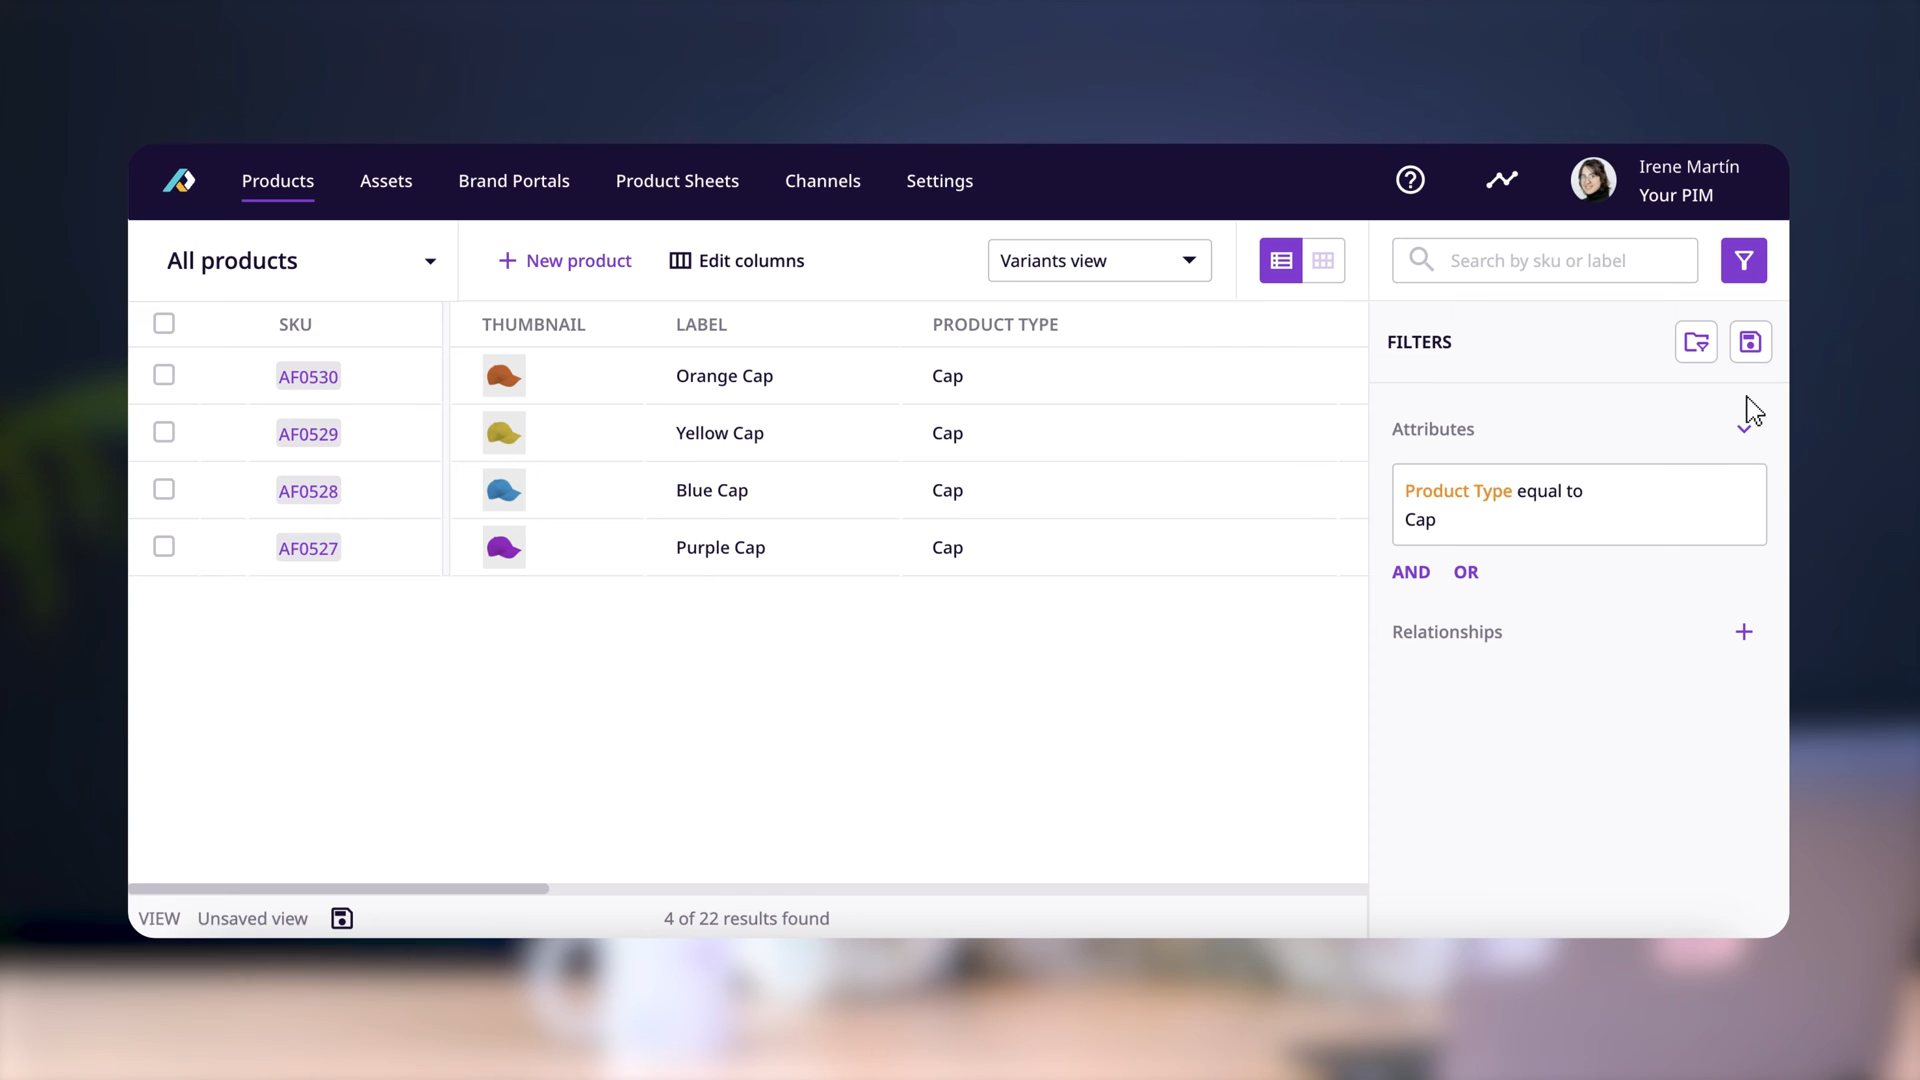 Products Assets Brand Portals Product Sheets Channels Settings
Irene Martín
Your PIM
All products
New product
Edit columns
Variants view
Search by sku or label
SKU THUMBNAIL LABEL PRODUCT TYPE
AF0530 Orange Cap Cap
AF0529 Yellow Cap Cap
AF0528 Blue Cap Cap
AF0527 Purple Cap Cap
FILTERS
Attributes
Product Type equal to
Cap
AND OR
Relationships
VIEW Unsaved view
4 of 22 results found